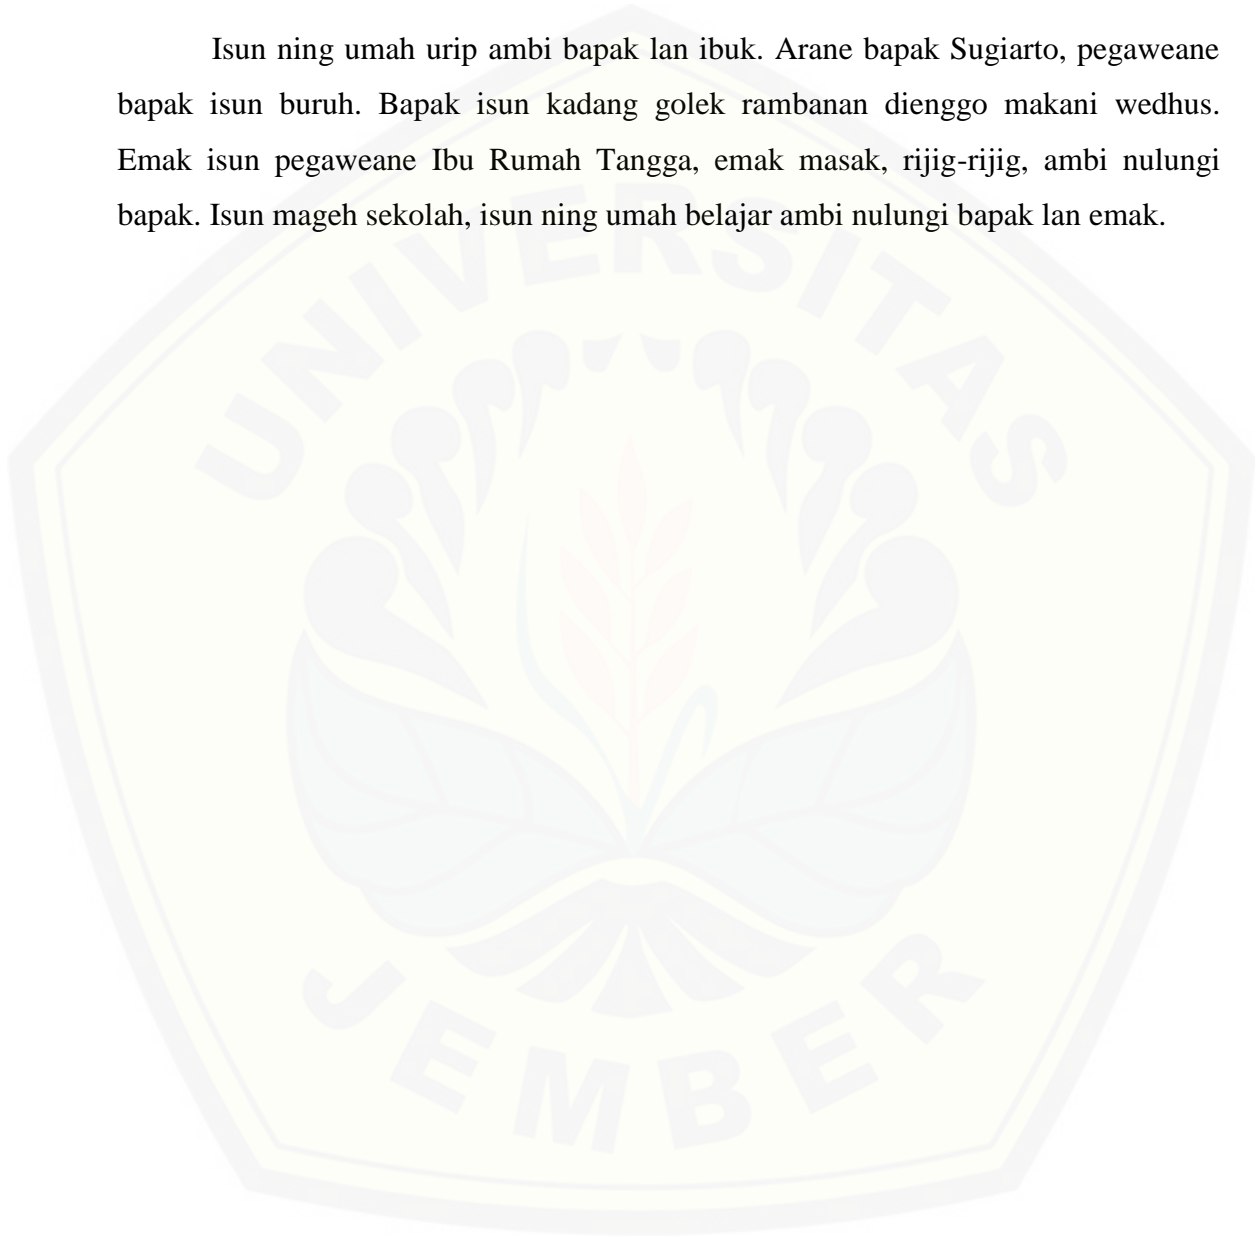 Isun ning umah urip ambi bapak lan ibuk. Arane bapak Sugiarto, pegaweane
bapak isun buruh. Bapak isun kadang golek rambanan dienggo makani wedhus.
Emak isun pegaweane Ibu Rumah Tangga, emak masak, rijig-rijig, ambi nulungi
bapak. Isun mageh sekolah, isun ning umah belajar ambi nulungi bapak lan emak.
UNIVERSITAS
JEMBER